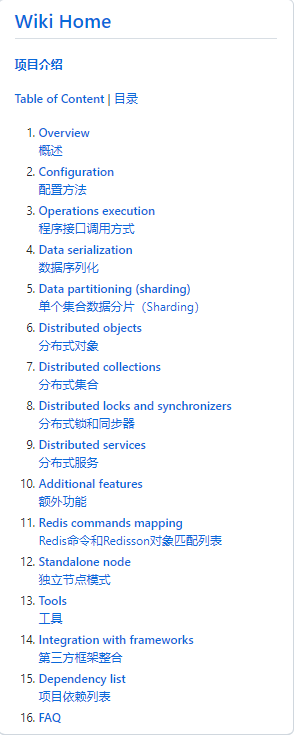 Wiki Home
项目介绍
Table of Content | 目录
1. Overview
概述
2. Configuration
配置方法
3. Operations execution
程序接口调用方式
4. Data serialization
数据序列化
5. Data partitioning (sharding)
单个集合数据分片（Sharding）
6. Distributed objects
分布式对象
7. Distributed collections
分布式集合
8. Distributed locks and synchronizers
分布式锁和同步器
9. Distributed services
分布式服务
10. Additional features
额外功能
11. Redis commands mapping
Redis命令和Redisson对象匹配列表
12. Standalone node
独立节点模式
13. Tools
工具
14. Integration with frameworks
第三方框架整合
15. Dependency list
项目依赖列表
16. FAQ